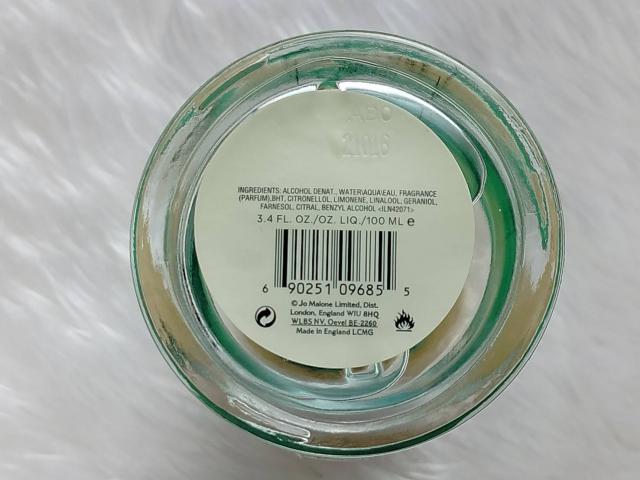 ABC
21016
INGREDIENTS: ALCOHOL DENAT., WATER\AQUA\EAU, FRAGRANCE
(PARFUM),BHT, CITRONELLOL, LIMONENE, LINALOOL, GERANIOL,
FARNESOL, CITRAL, BENZYL ALCOHOL <ILN42071>
3.4 FL. OZ./OZ. LIQ./100 ML e
6 90251 09685 5
© Jo Malone Limited, Dist.
London, England W1U 8HQ
WLBS NV, Oevel BE-2260
Made in England LCMG